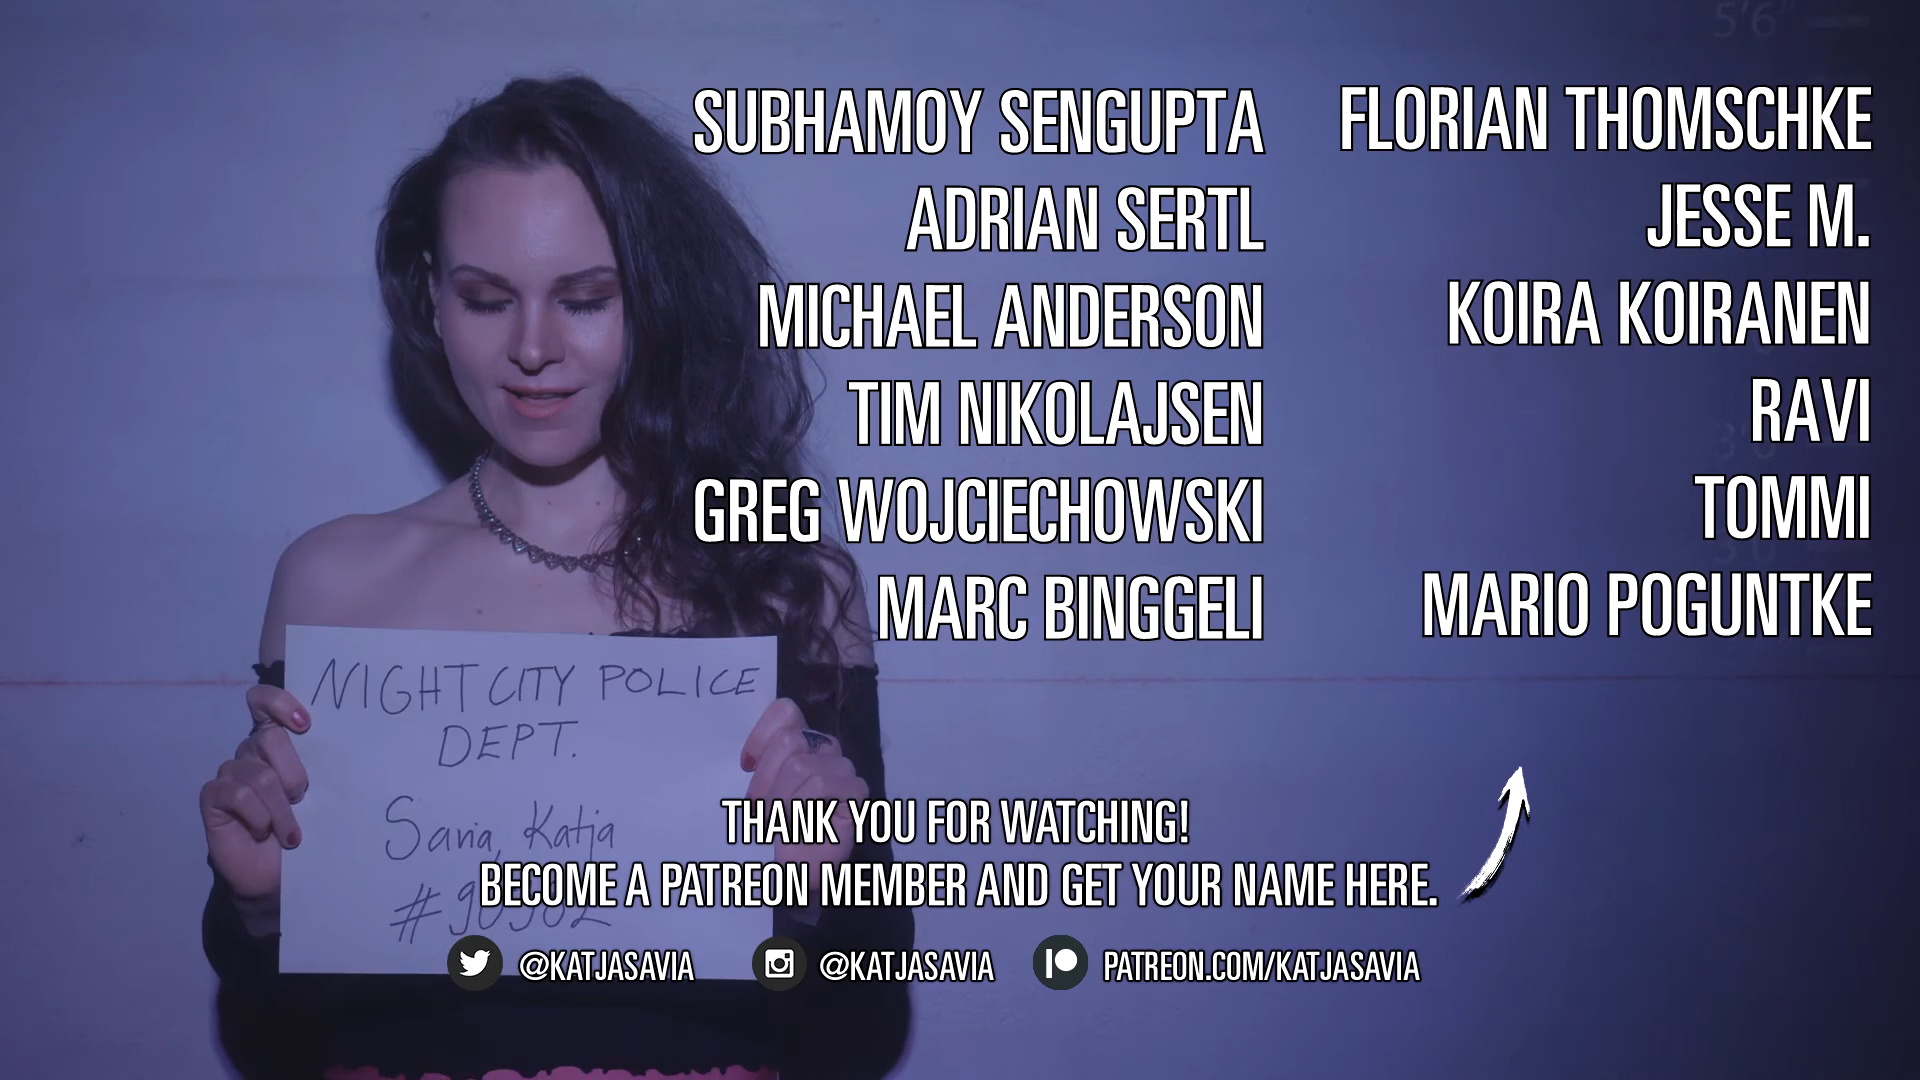 5'6"
SUBHAMOY SENGUPTA
ADRIAN SERTL
MICHAEL ANDERSON
TIM NIKOLAJSEN
GREG WOJCIECHOWSKI
MARC BINGGELI
FLORIAN THOMSCHKE
JESSE M.
KOIRA KOIRANEN
RAVI
TOMMI
MARIO POGUNTKE
NIGHT CITY POLICE
DEPT.
Savia, Katja
THANK YOU FOR WATCHING!
BECOME A PATREON MEMBER AND GET YOUR NAME HERE.
@KATJASAVIA
@KATJASAVIA
PATREON.COM/KATJASAVIA